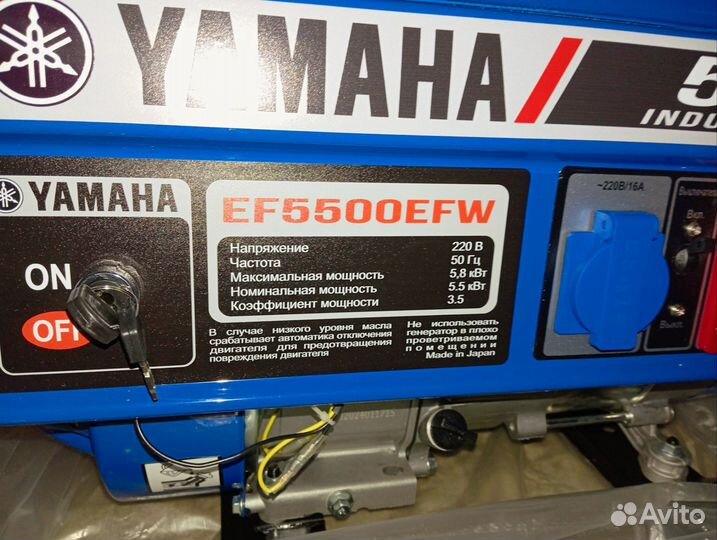 YAMAHA
5
INDU
YAMAHA
EF5500EFW
Напряжение 220 В
Частота 50 Гц
Максимальная мощность 5,8 кВт
Номинальная мощность 5.5 кВт
Коэффициент мощности 3.5
ON
OFF
В случае низкого уровня масла
срабатывает автоматика отключения
двигателя для предотвращения
повреждения двигателя
Не использовать
генератор в плохо
проветриваемом
помещении
Made in Japan
~220В/16А
Выключатель
Вкл.
Выкл.
Avito